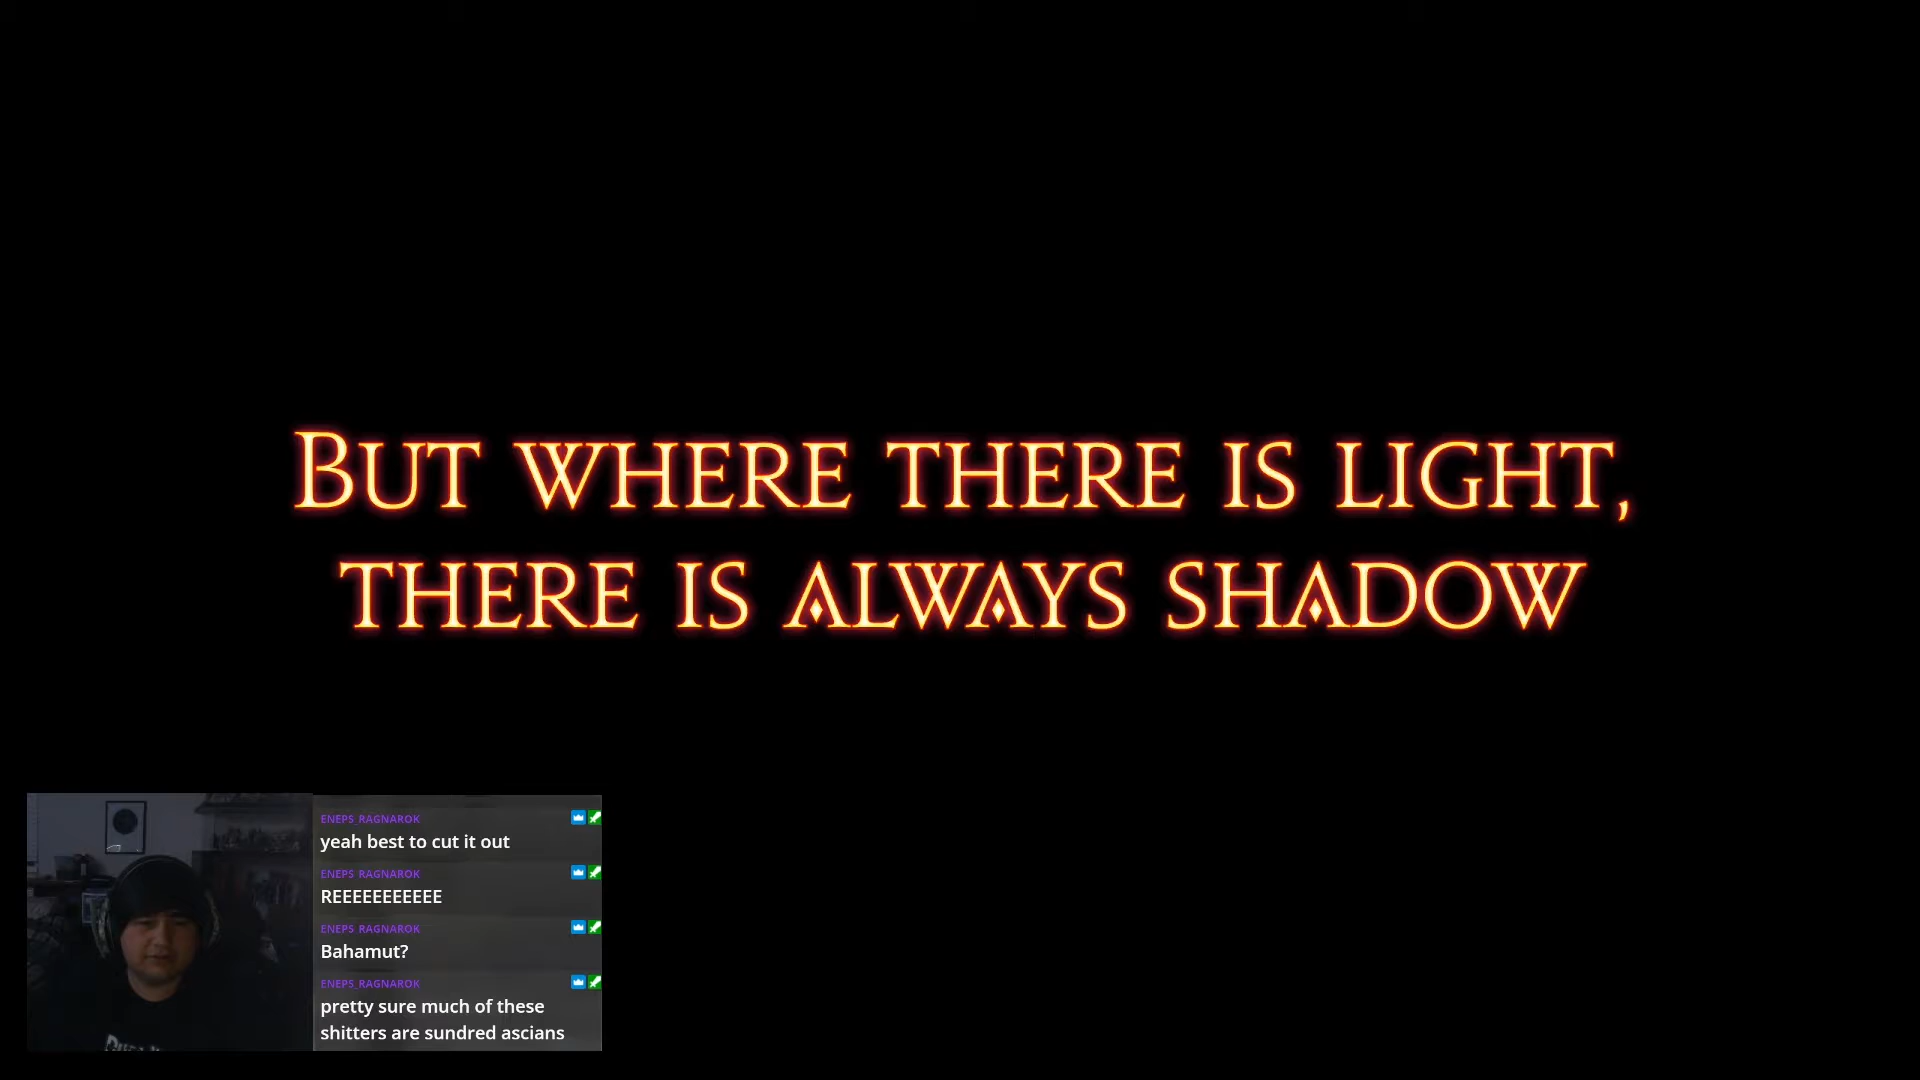 But where there is light,
there is always shadow
ENEPS_RAGNAROK
yeah best to cut it out
ENEPS_RAGNAROK
REEEEEEEEEEE
ENEPS_RAGNAROK
Bahamut?
ENEPS_RAGNAROK
pretty sure much of these
shitters are sundred ascians